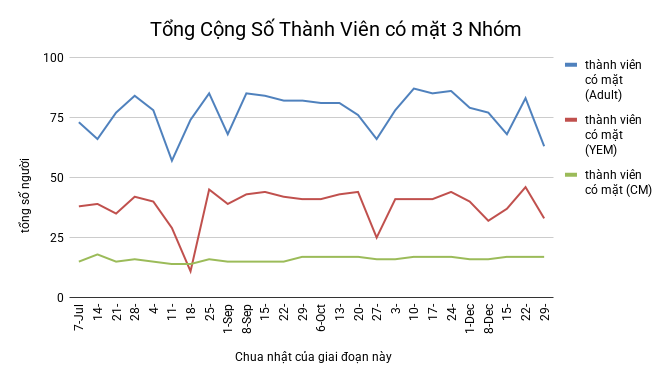 Tổng Cộng Số Thành Viên có mặt 3 Nhóm
100
75
50
25
0
tổng số người
7-Jul
14-
21-
28-
4-
11-
18-
25-
1-Sep
8-Sep
15-
22-
29-
6-Oct
13-
20-
27-
3-
10-
17-
24-
1-Dec
8-Dec
15-
22-
29-
Chua nhật của giai đoạn này
thành viên
có mặt
(Adult)
thành viên
có mặt
(YEM)
thành viên
có mặt (CM)